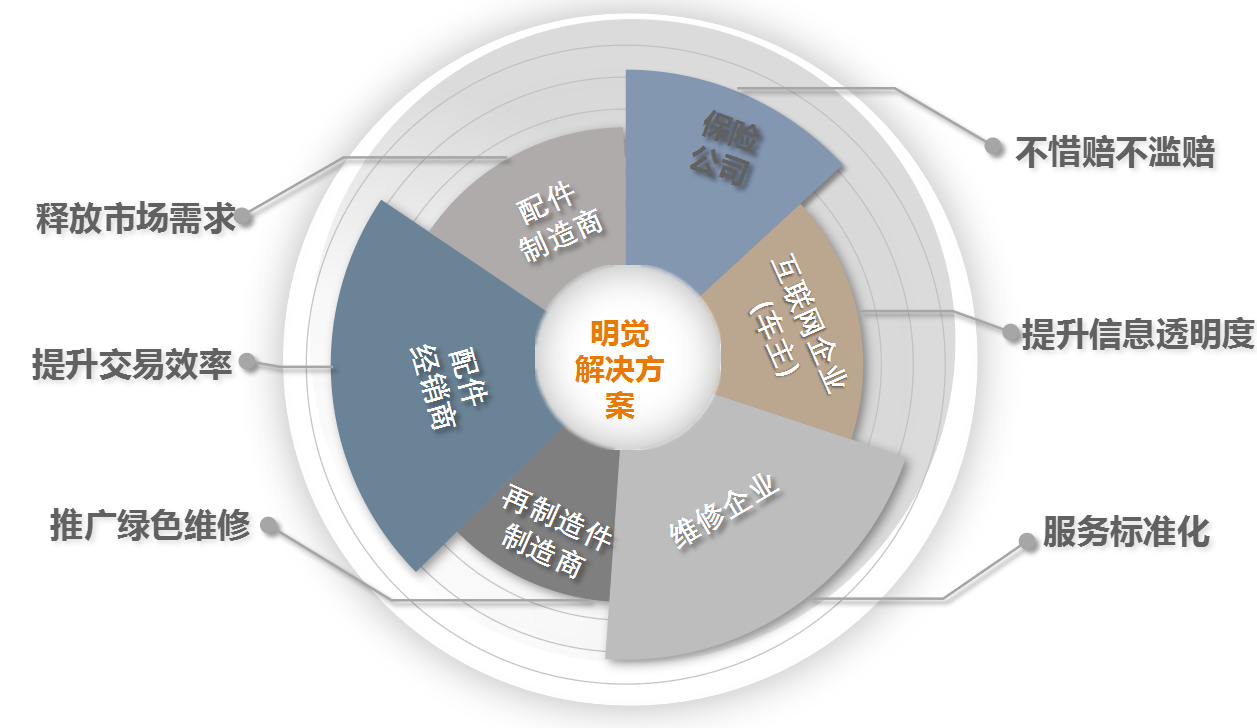 保险
公司
不惜赔不滥赔
配件
制造商
释放市场需求
互联网企业
(车主)
提升信息透明度
明觉
解决方
案
配件
经销商
提升交易效率
再制造件
制造商
推广绿色维修
维修企业
服务标准化